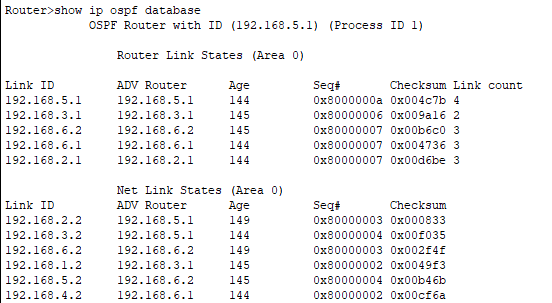 Router>show ip ospf database
OSPF Router with ID (192.168.5.1) (Process ID 1)
Router Link States (Area 0)
Link ID ADV Router Age Seq# Checksum Link count
192.168.5.1 192.168.5.1 144 0x8000000a 0x004c7b 4
192.168.3.1 192.168.3.1 145 0x80000006 0x009a16 2
192.168.6.2 192.168.6.2 145 0x80000007 0x00b6c0 3
192.168.6.1 192.168.6.1 144 0x80000007 0x004736 3
192.168.2.1 192.168.2.1 144 0x80000007 0x00d6be 3
Net Link States (Area 0)
Link ID ADV Router Age Seq# Checksum
192.168.2.2 192.168.5.1 149 0x80000003 0x000833
192.168.3.2 192.168.5.1 144 0x80000004 0x00f035
192.168.6.2 192.168.6.2 149 0x80000003 0x002f4f
192.168.1.2 192.168.3.1 145 0x80000002 0x0049f3
192.168.5.2 192.168.6.2 145 0x80000004 0x00b46b
192.168.4.2 192.168.6.1 144 0x80000002 0x00cf6a